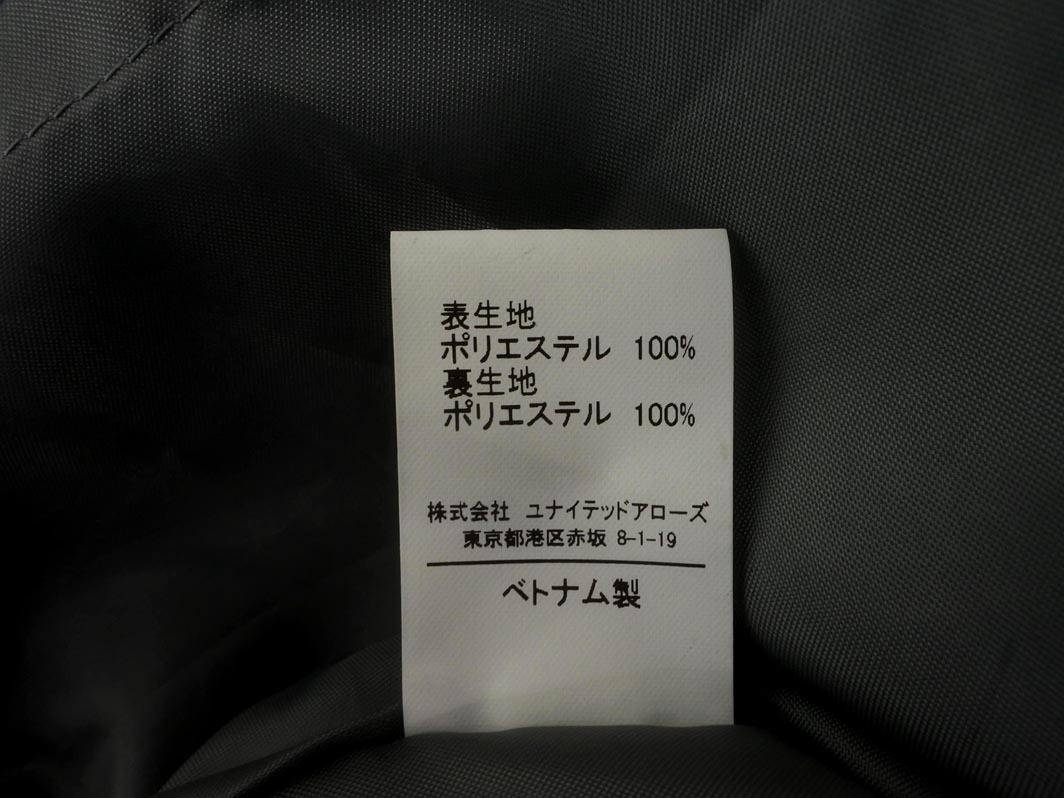 表生地
ポリエステル 100%
裏生地
ポリエステル 100%
株式会社 ユナイテッドアローズ
東京都港区赤坂 8-1-19
ベトナム製